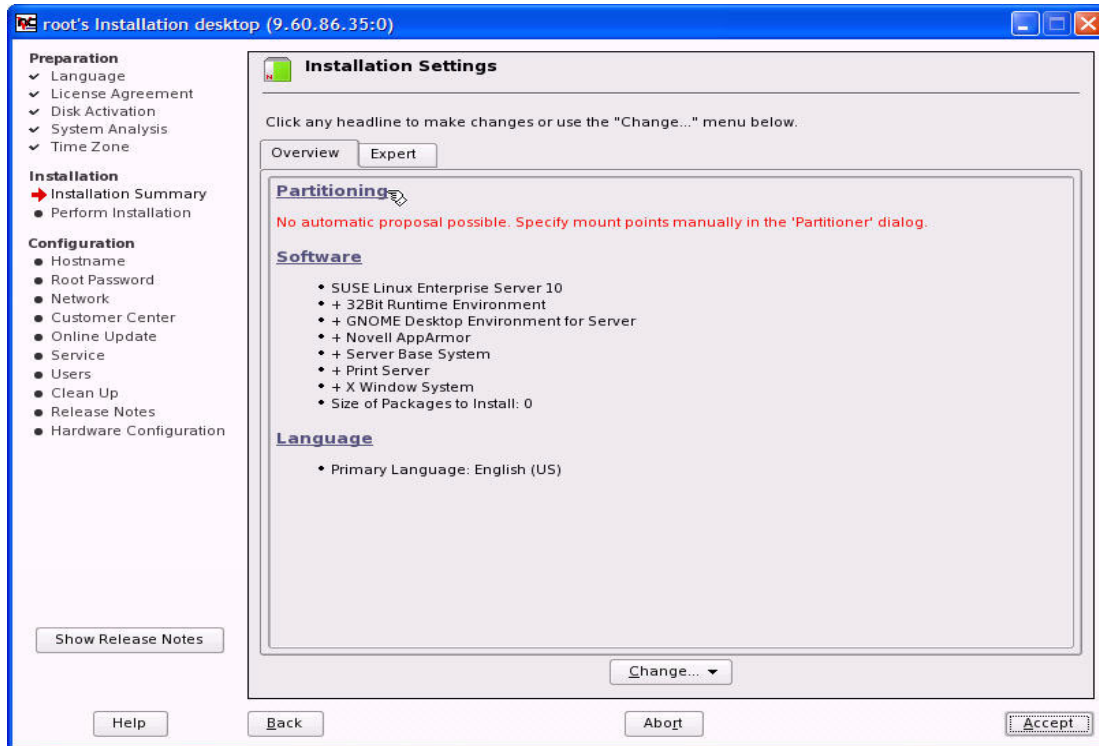 root's Installation desktop (9.60.86.35:0)
Preparation
Language
License Agreement
Disk Activation
System Analysis
Time Zone
Installation
Installation Summary
Perform Installation
Configuration
Hostname
Root Password
Network
Customer Center
Online Update
Service
Users
Clean Up
Release Notes
Hardware Configuration
Show Release Notes
Help
Installation Settings
Click any headline to make changes or use the "Change..." menu below.
Overview Expert
Partitioning
No automatic proposal possible. Specify mount points manually in the 'Partitioner' dialog.
Software
• SUSE Linux Enterprise Server 10
• + 32Bit Runtime Environment
• + GNOME Desktop Environment for Server
• + Novell AppArmor
• + Server Base System
• + Print Server
• + X Window System
• Size of Packages to Install: 0
Language
• Primary Language: English (US)
Change...
Back Abort Accept